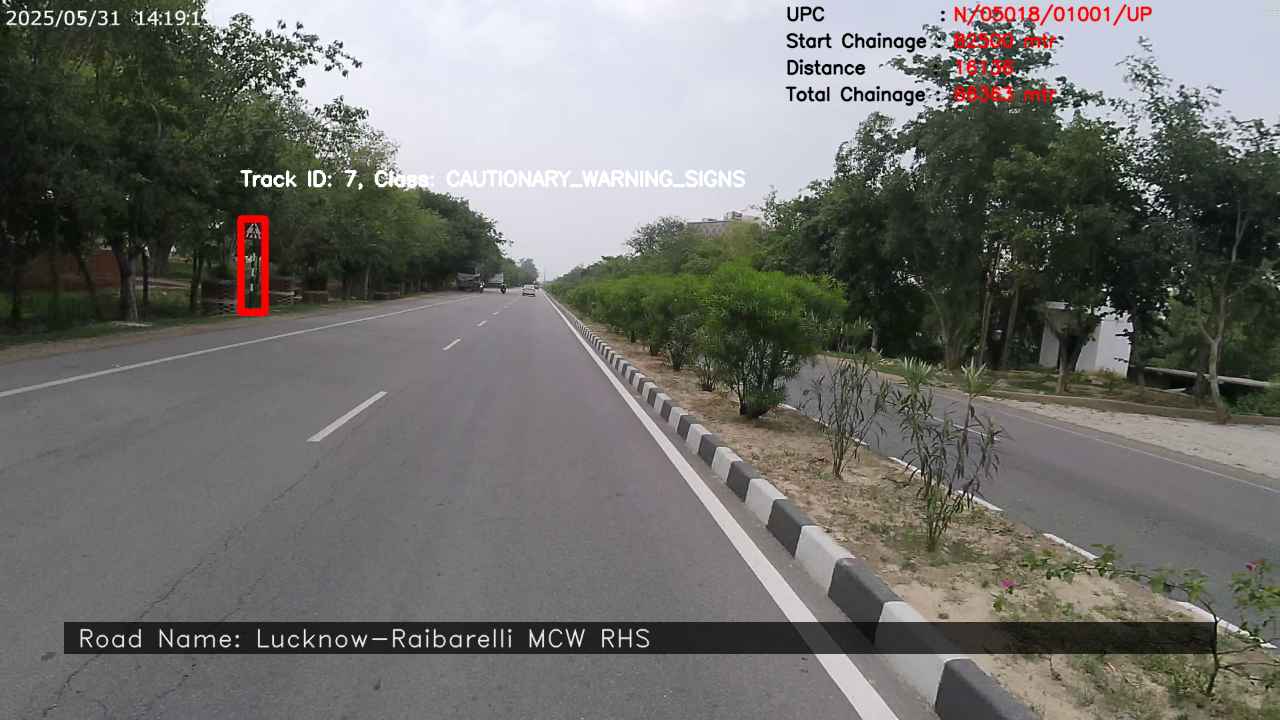 2025/05/31 14:19:1
UPC : N/05018/01001/UP
Start Chainage : 82500 mtr
Distance : 16136
Total Chainage : 66363 mtr
Track ID: 7, Class: CAUTIONARY_WARNING_SIGNS
Road Name: Lucknow-Raibarelli MCW RHS